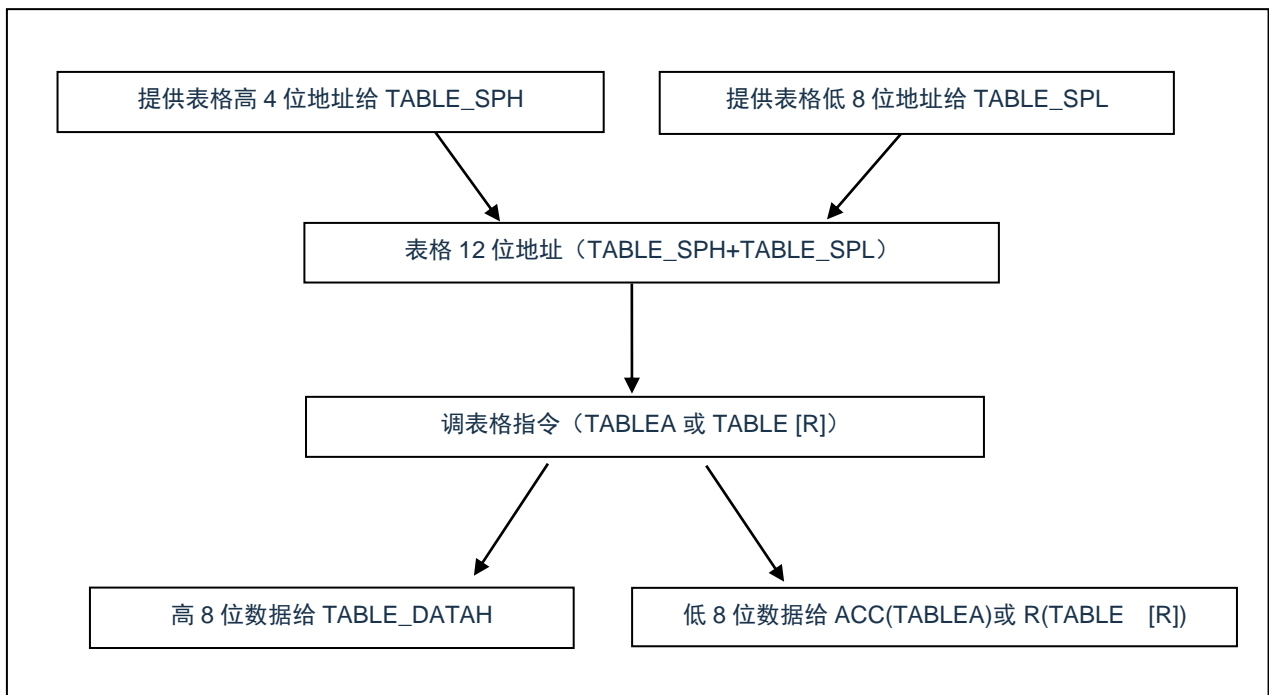 提供表格高 4 位地址给 TABLE_SPH
提供表格低 8 位地址给 TABLE_SPL
表格 12 位地址（TABLE_SPH+TABLE_SPL）
调表格指令（TABLEA 或 TABLE [R]）
高 8 位数据给 TABLE_DATAH
低 8 位数据给 ACC(TABLEA)或 R(TABLE [R])